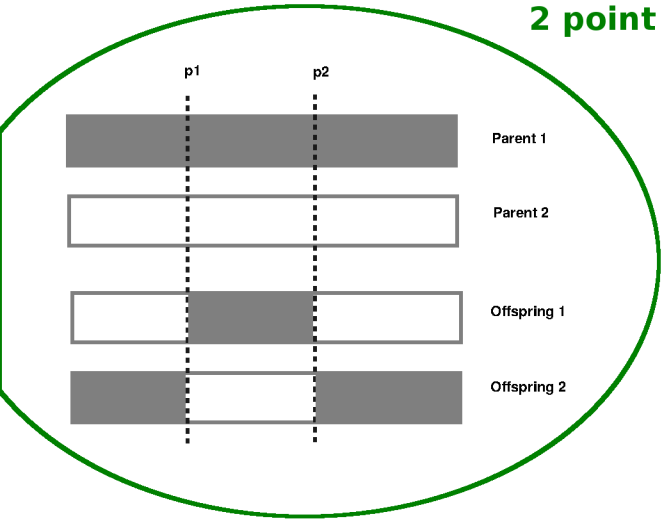 2 point
p1
p2
Parent 1
Parent 2
Offspring 1
Offspring 2